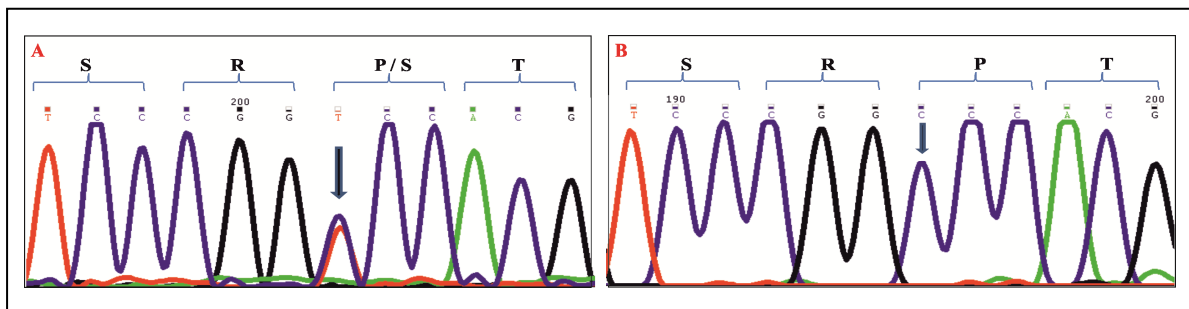 A
S R P / S T
200
T C C C G G T C C A C G
B
S R P T
190 200
T C C C G G C C C A C G